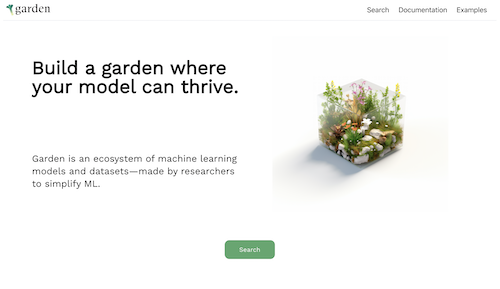 garden
Search Documentation Examples
Build a garden where
your model can thrive.
Garden is an ecosystem of machine learning
models and datasets—made by researchers
to simplify ML.
Search